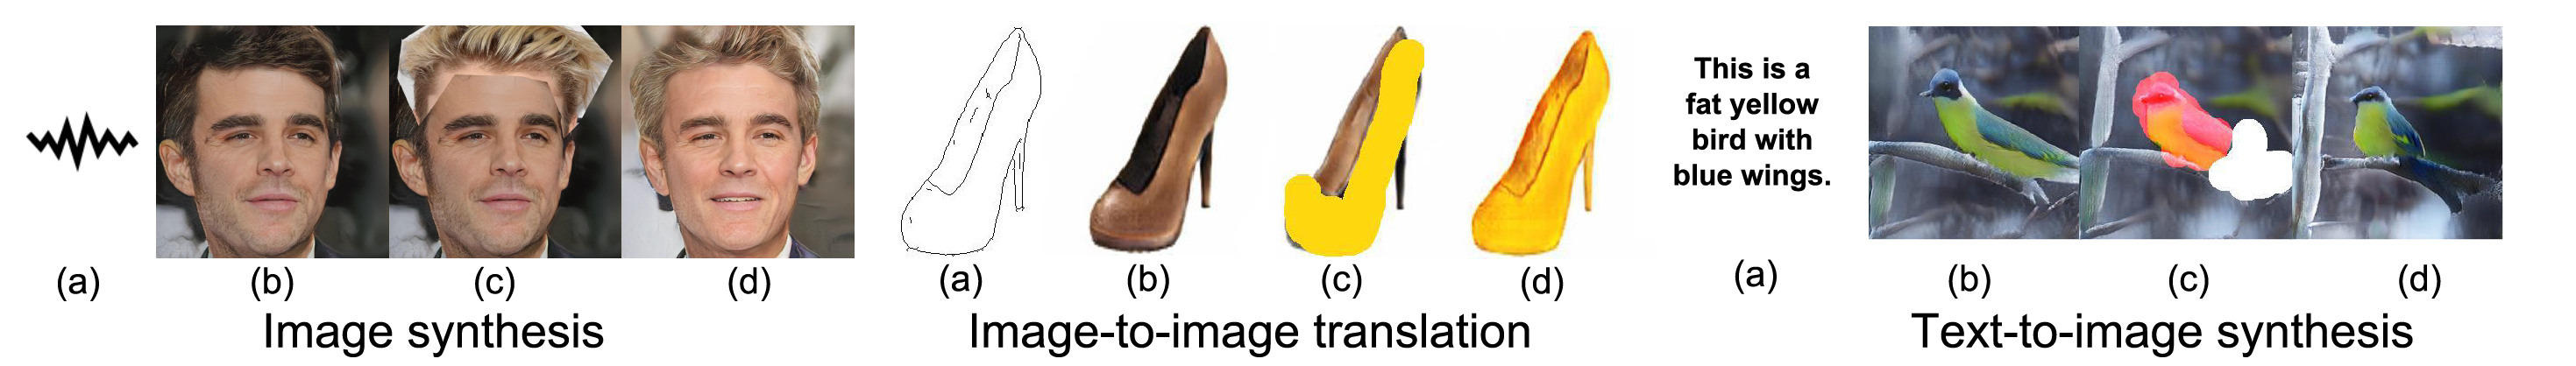 This is a
fat yellow
bird with
blue wings.
(a) (b) (c) (d) (a) (b) (c) (d) (a) (b) (c) (d)
Image synthesis Image-to-image translation Text-to-image synthesis